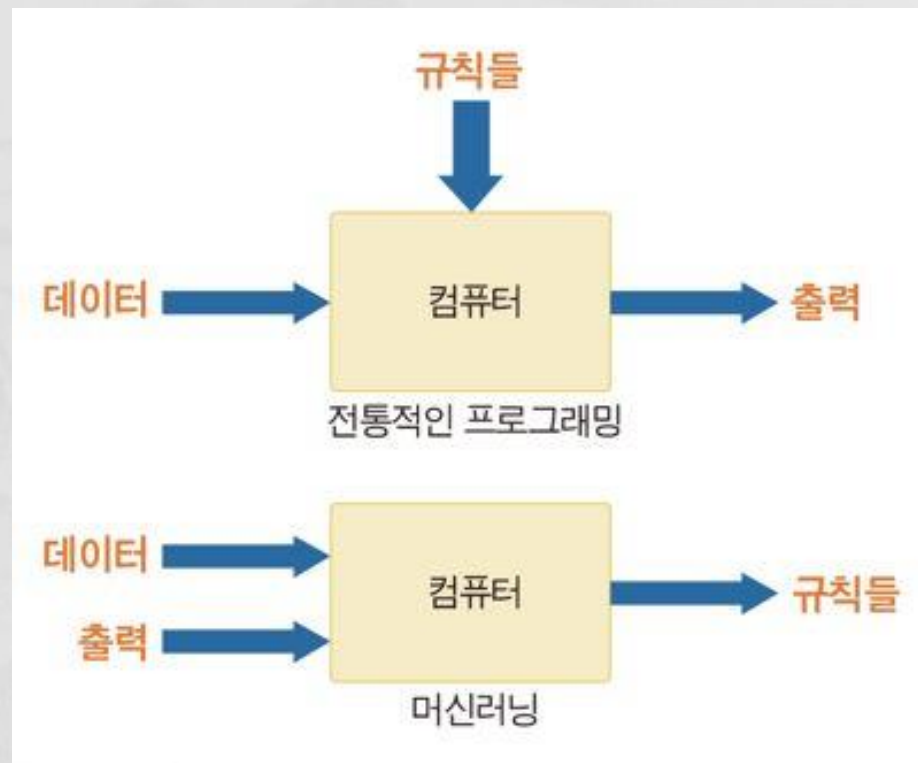 규칙들
데이터
컴퓨터
출력
전통적인 프로그래밍
데이터
출력
컴퓨터
규칙들
머신러닝